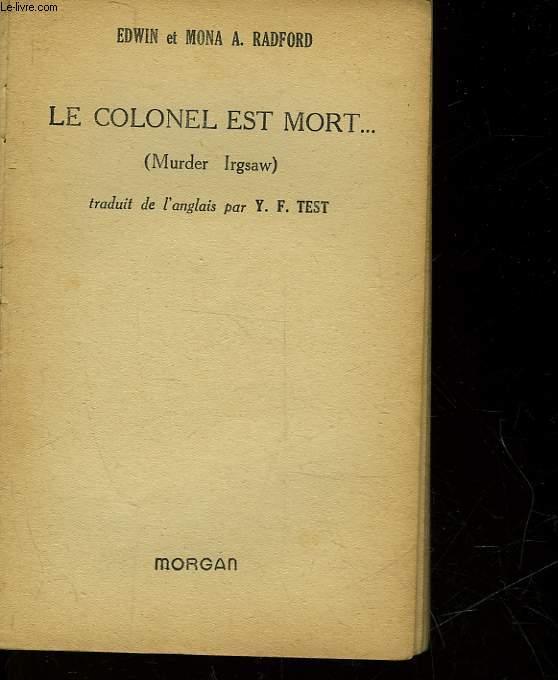 Le-livre.com
EDWIN et MONA A. RADFORD
LE COLONEL EST MORT...
(Murder Irgsaw)
traduit de l'anglais par Y. F. TEST
MORGAN